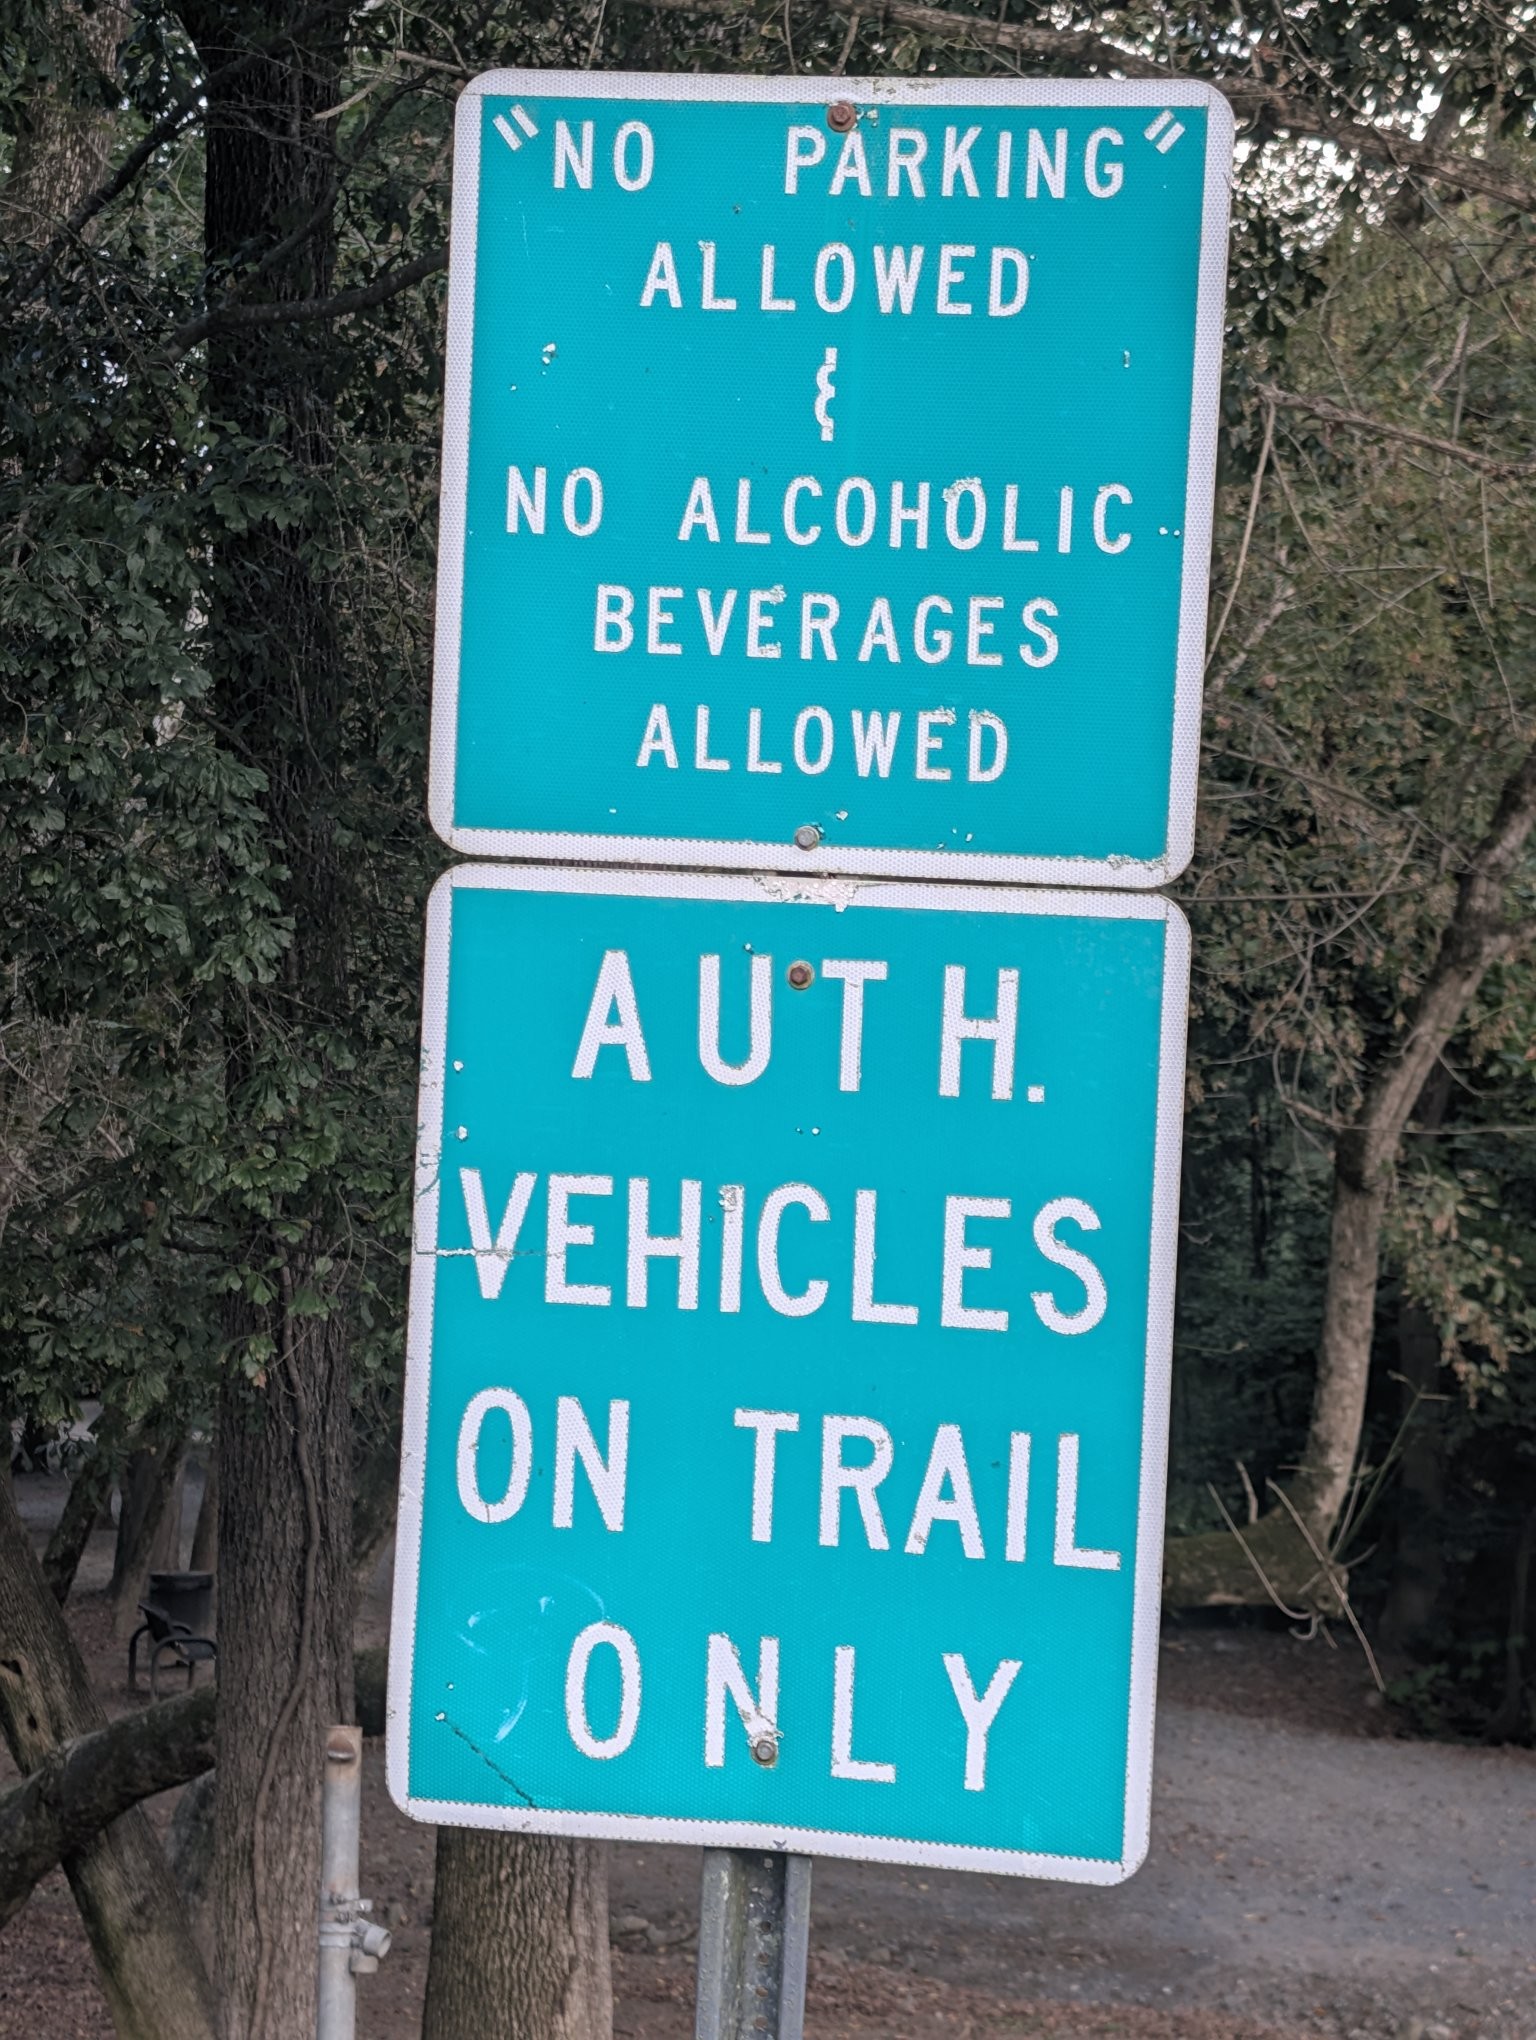 "NO PARKING"
ALLOWED
&
NO ALCOHOLIC
BEVERAGES
ALLOWED
AUTH.
VEHICLES
ON TRAIL
ONLY